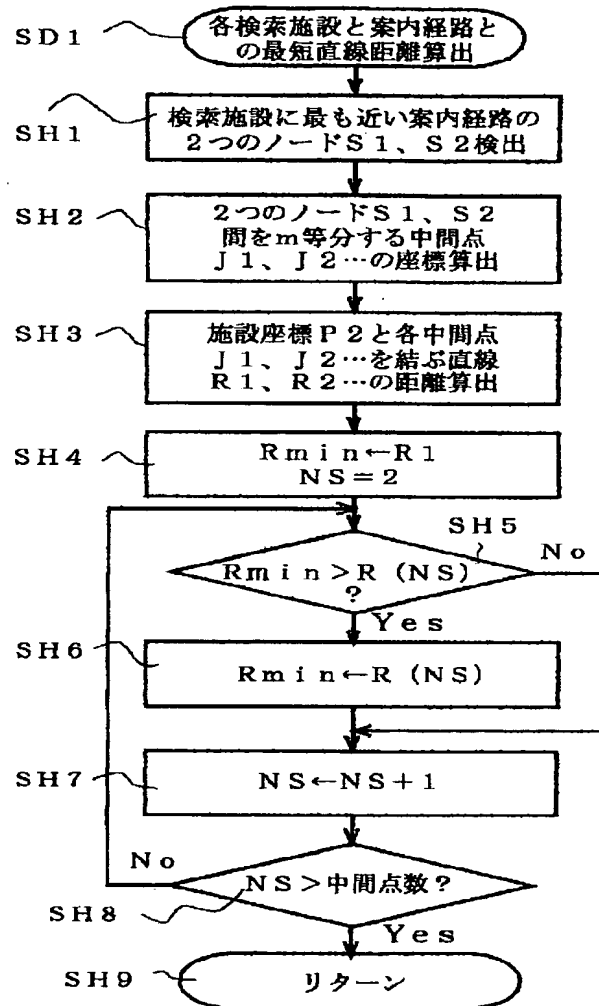 SD1
各検索施設と案内経路と
の最短直線距離算出
SH1
検索施設に最も近い案内経路の
2つのノードS1、S2検出
SH2
2つのノードS1、S2
間をm等分する中間点
J1、J2…の座標算出
SH3
施設座標P2と各中間点
J1、J2…を結ぶ直線
R1、R2…の距離算出
SH4
Rmin←R1
NS=2
SH5
No
Rmin>R(NS)
?
Yes
SH6
Rmin←R(NS)
SH7
NS←NS+1
No
NS>中間点数?
SH8
Yes
SH9
リターン